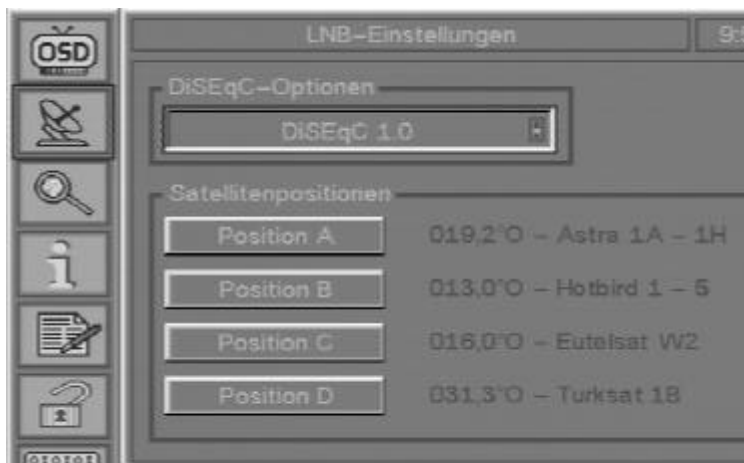 OSD
LNB-Einstellungen
DiSEqC-Optionen
DiSEqC 1.0
Satellitenpositionen
Position A 019,2°O - Astra 1A - 1H
Position B 013,0°O - Hotbird 1 - 5
Position C 016,0°O - Eutelsat W2
Position D 031,3°O - Turksat 1B